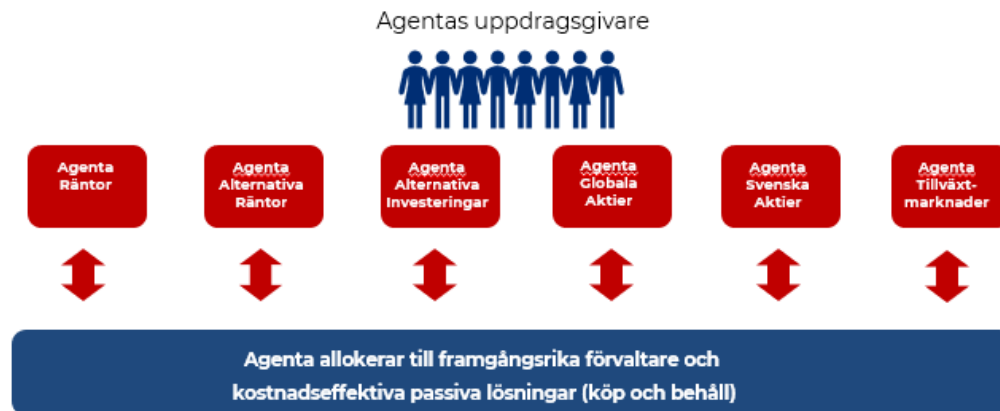 Agentas uppdragsgivare
Agenta
Räntor
Agenta
Alternativa
Räntor
Agenta
Alternativa
Investeringar
Agenta
Globala
Aktier
Agenta
Svenska
Aktier
Agenta
Tillväxt-
marknader
Agenta allokerar till framgångsrika förvaltare och
kostnadseffektiva passiva lösningar (köp och behåll)